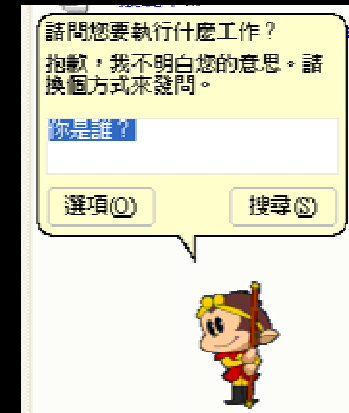 請問您要執行什麼工作？
抱歉，我不明白您的意思。請
換個方式來發問。
你是誰？
選項(O)
搜尋(S)